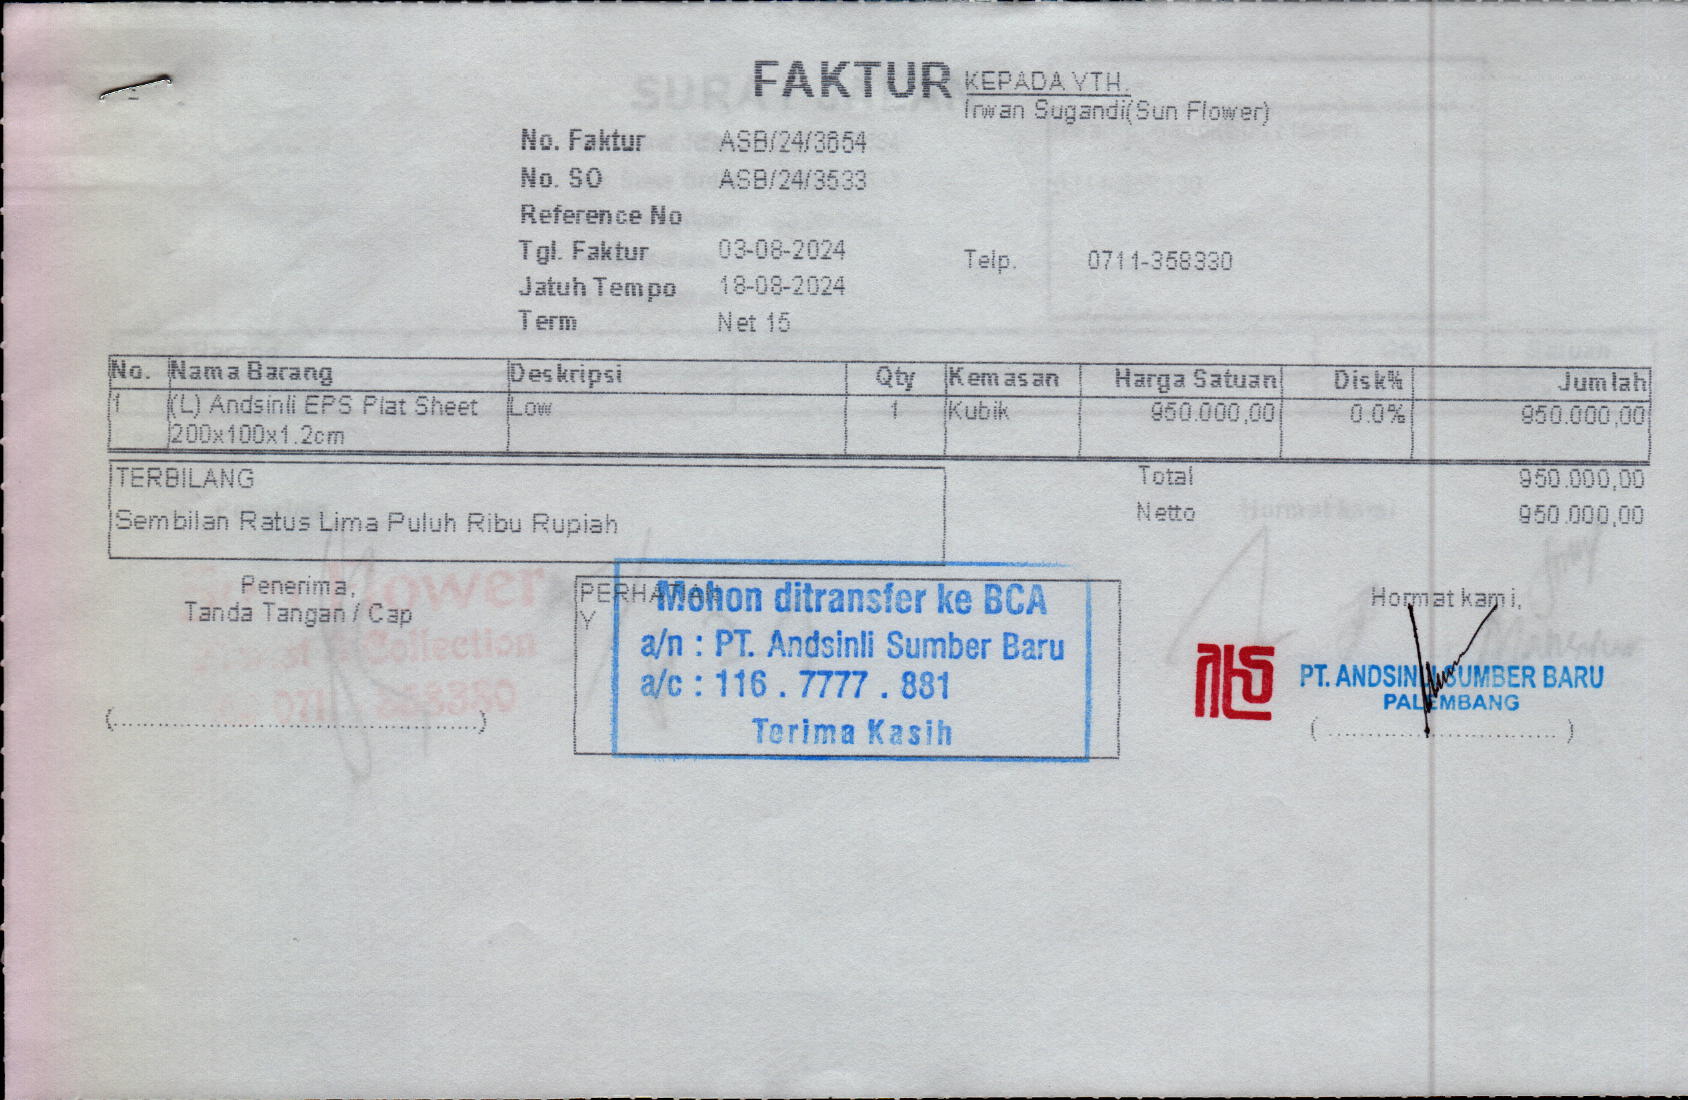 FAKTUR
KEPADA YTH.
Irwan Sugandi(Sun Flower)
No. Faktur ASB/24/3654
No. SO ASB/24/3533
Reference No
Tgl. Faktur 03-08-2024
Telp. 0711-358330
Jatuh Tempo 18-08-2024
Term Net 15
No. Nama Barang Deskripsi Qty Kemasan Harga Satuan Disk% Jumlah
1 (L) Andsinli EPS Plat Sheet Low 1 Kubik 950.000,00 0.0% 950.000,00
200x100x1.2cm
TERBILANG
Total 950.000,00
Sembilan Ratus Lima Puluh Ribu Rupiah
Netto 950.000,00
Penerima,
Tanda Tangan / Cap
PERHATIAN
Y
Mohon ditransfer ke BCA
a/n : PT. Andsinli Sumber Baru
a/c : 116 . 7777 . 881
Terima Kasih
Hormat kami,
PT. ANDSINLI SUMBER BARU
PALEMBANG